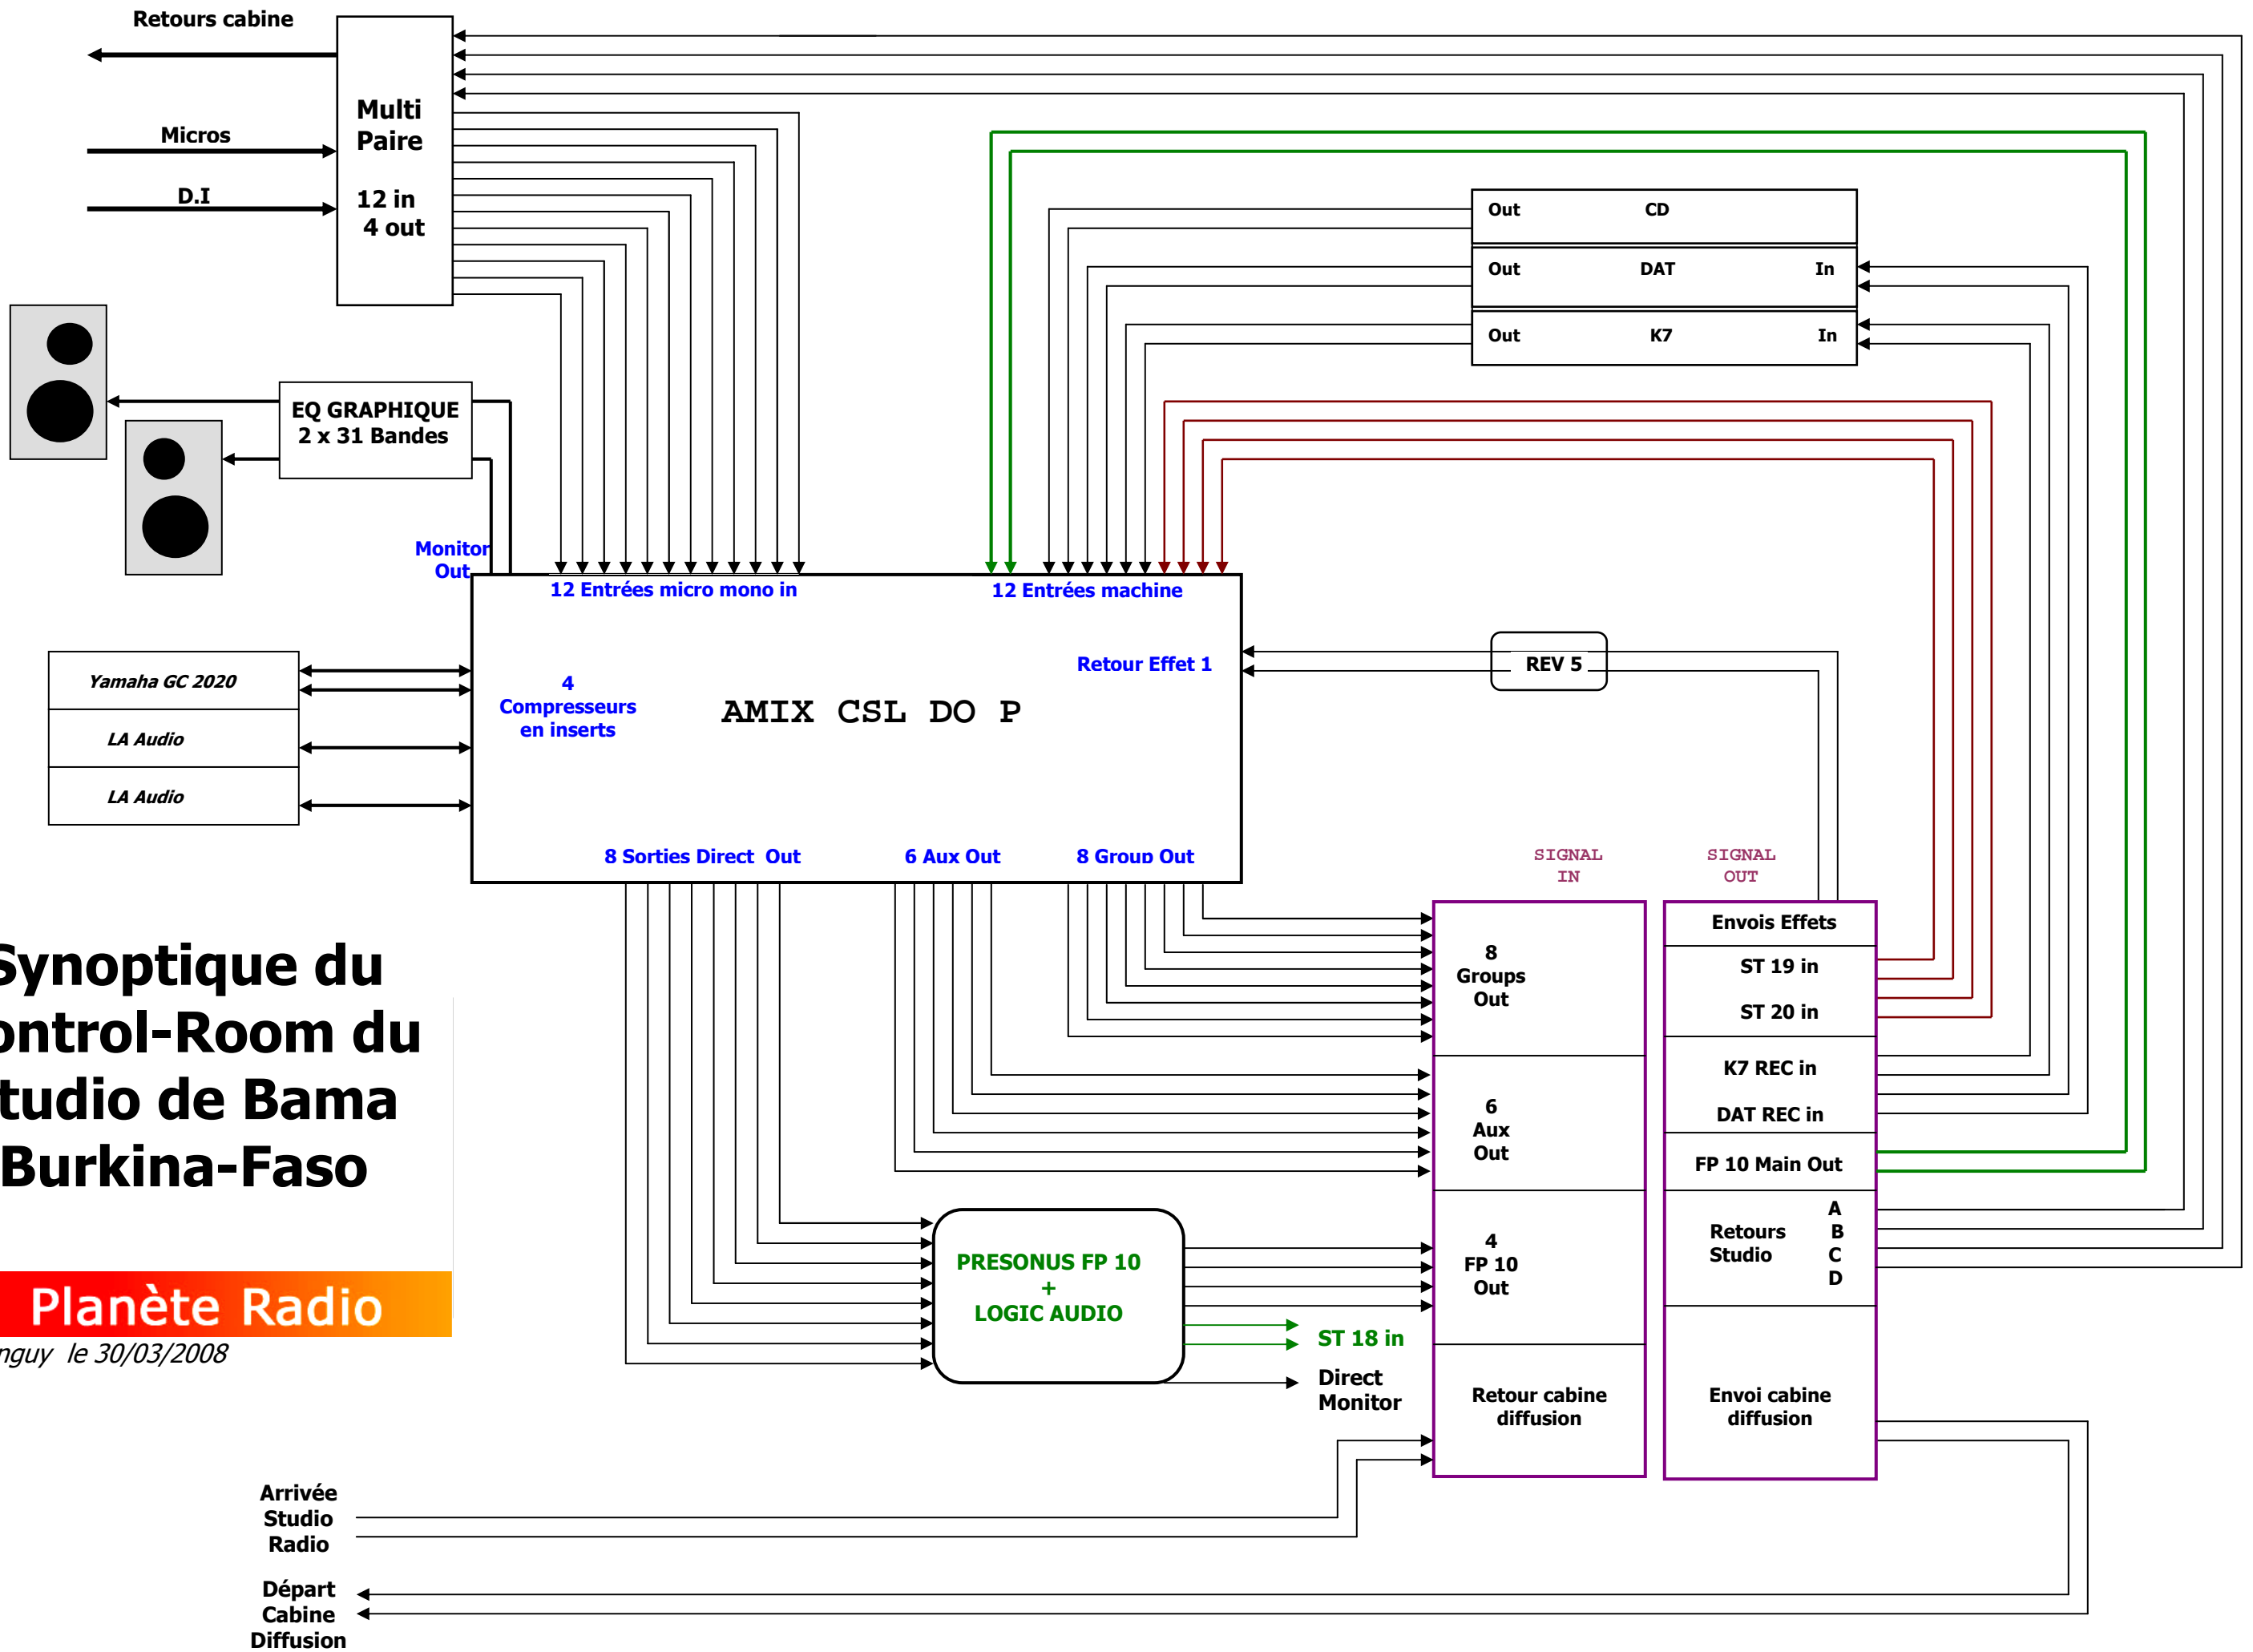 Retours cabine
Micros
D.I
Multi
Paire
12 in
4 out
Out CD
Out DAT In
Out K7 In
EQ GRAPHIQUE
2 x 31 Bandes
Monitor
Out
12 Entrées micro mono in
12 Entrées machine
Retour Effet 1
REV 5
Yamaha GC 2020
LA Audio
LA Audio
4
Compresseurs
en inserts
AMIX CSL DO P
8 Sorties Direct Out
6 Aux Out
8 Group Out
SIGNAL
IN
SIGNAL
OUT
8
Groups
Out
6
Aux
Out
4
FP 10
Out
Retour cabine
diffusion
Envois Effets
ST 19 in
ST 20 in
K7 REC in
DAT REC in
FP 10 Main Out
Retours
Studio
A
B
C
D
Envoi cabine
diffusion
PRESONUS FP 10
+
LOGIC AUDIO
ST 18 in
Direct
Monitor
Synoptique du
ontrol-Room du
tudio de Bama
Burkina-Faso
Planète Radio
nguy le 30/03/2008
Arrivée
Studio
Radio
Départ
Cabine
Diffusion